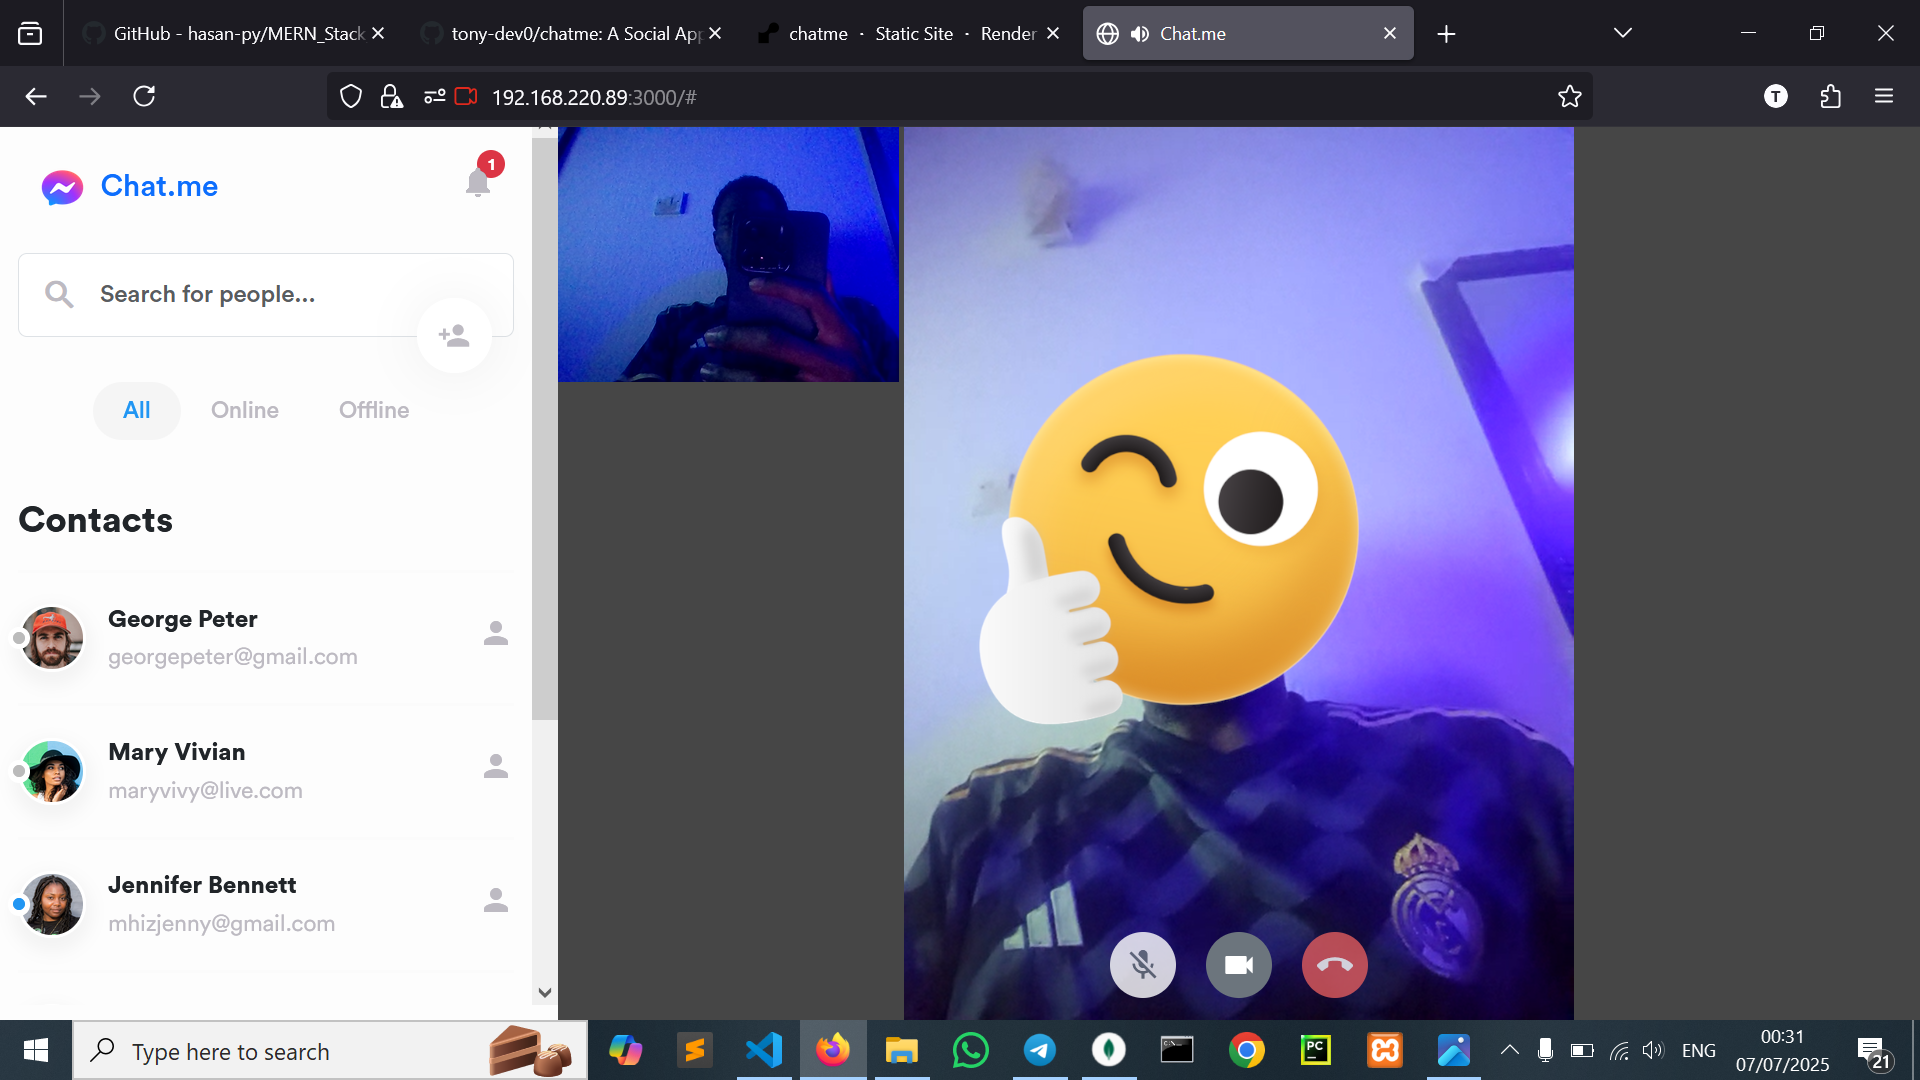 GitHub - hasan-py/MERN_Stack
tony-dev0/chatme: A Social App
chatme · Static Site · Render
Chat.me
192.168.220.89:3000/#
T
Chat.me
1
Search for people...
All
Online
Offline
Contacts
George Peter
georgepeter@gmail.com
Mary Vivian
maryvivy@live.com
Jennifer Bennett
mhizjenny@gmail.com
Type here to search
PC
ENG
00:31
07/07/2025
21